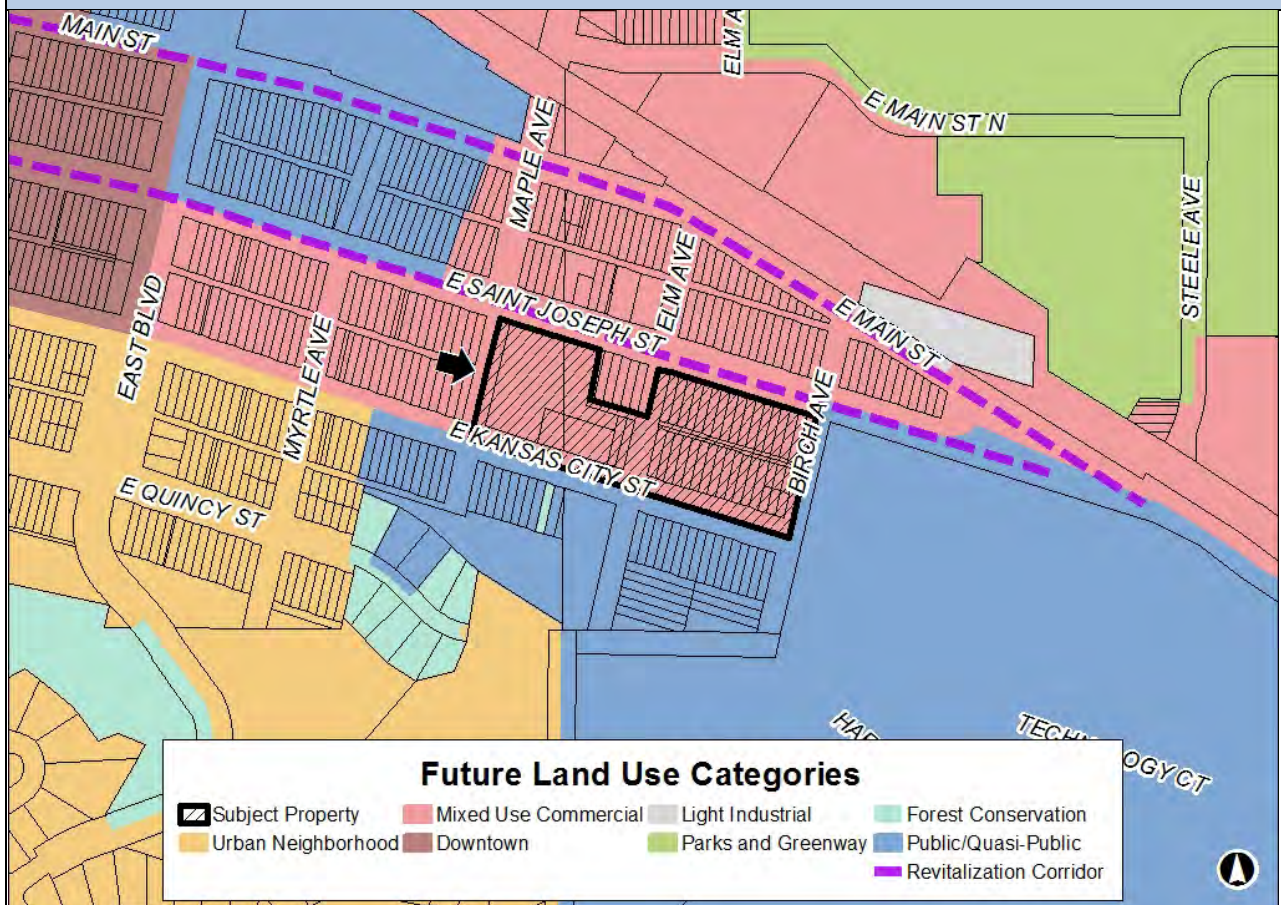 MAIN ST
ELM A
E MAIN ST N
MAPLE AVE
STEELE AVE
E SAINT JOSEPH ST
ELM AVE
E MAIN ST
EAST BLVD
MYRTLE AVE
BIRCH AVE
E KANSAS CITY ST
E QUINCY ST
HAR
TECHN
OGY CT
Future Land Use Categories
Subject Property Mixed Use Commercial Light Industrial Forest Conservation
Urban Neighborhood Downtown Parks and Greenway Public/Quasi-Public
Revitalization Corridor